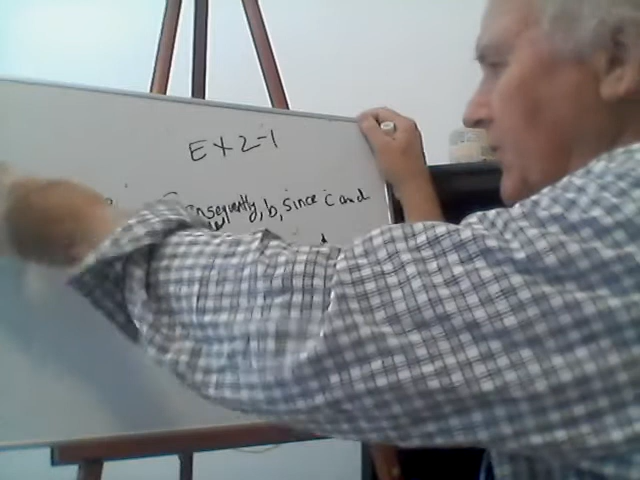 Ex 2-1
Consequently, b, since c and